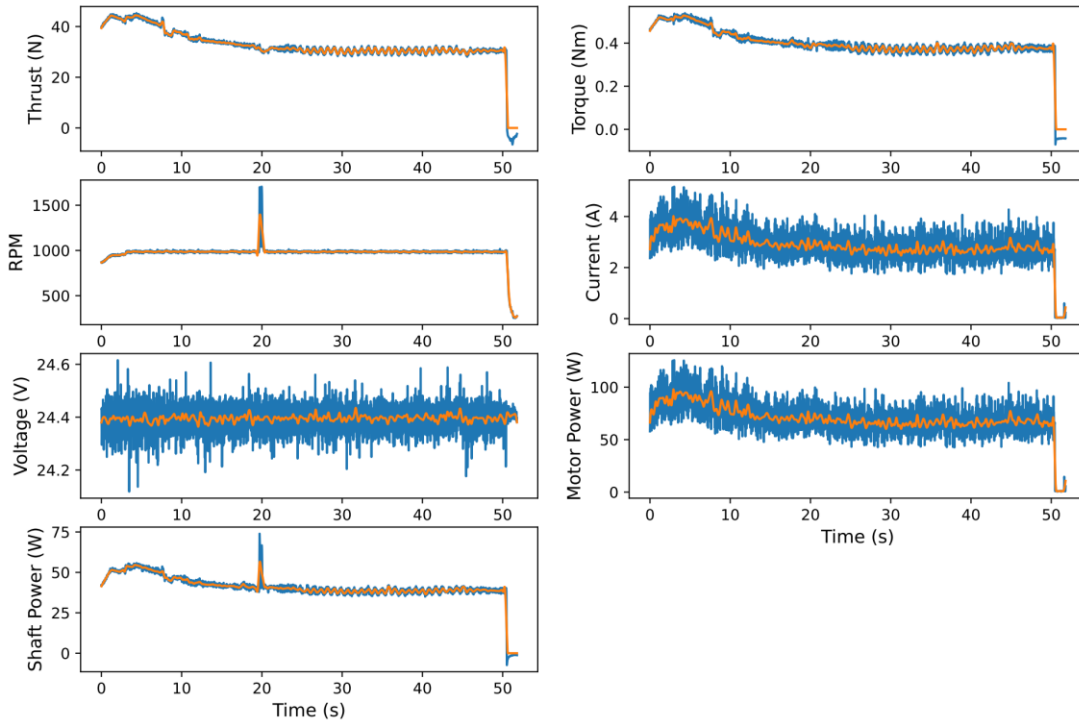 Thrust (N)
40
20
0
0 10 20 30 40 50
Torque (Nm)
0.4
0.2
0.0
0 10 20 30 40 50
RPM
1500
1000
500
0 10 20 30 40 50
Current (A)
4
2
0
0 10 20 30 40 50
Voltage (V)
24.6
24.4
24.2
0 10 20 30 40 50
Motor Power (W)
100
50
0
0 10 20 30 40 50
Time (s)
Shaft Power (W)
75
50
25
0
0 10 20 30 40 50
Time (s)